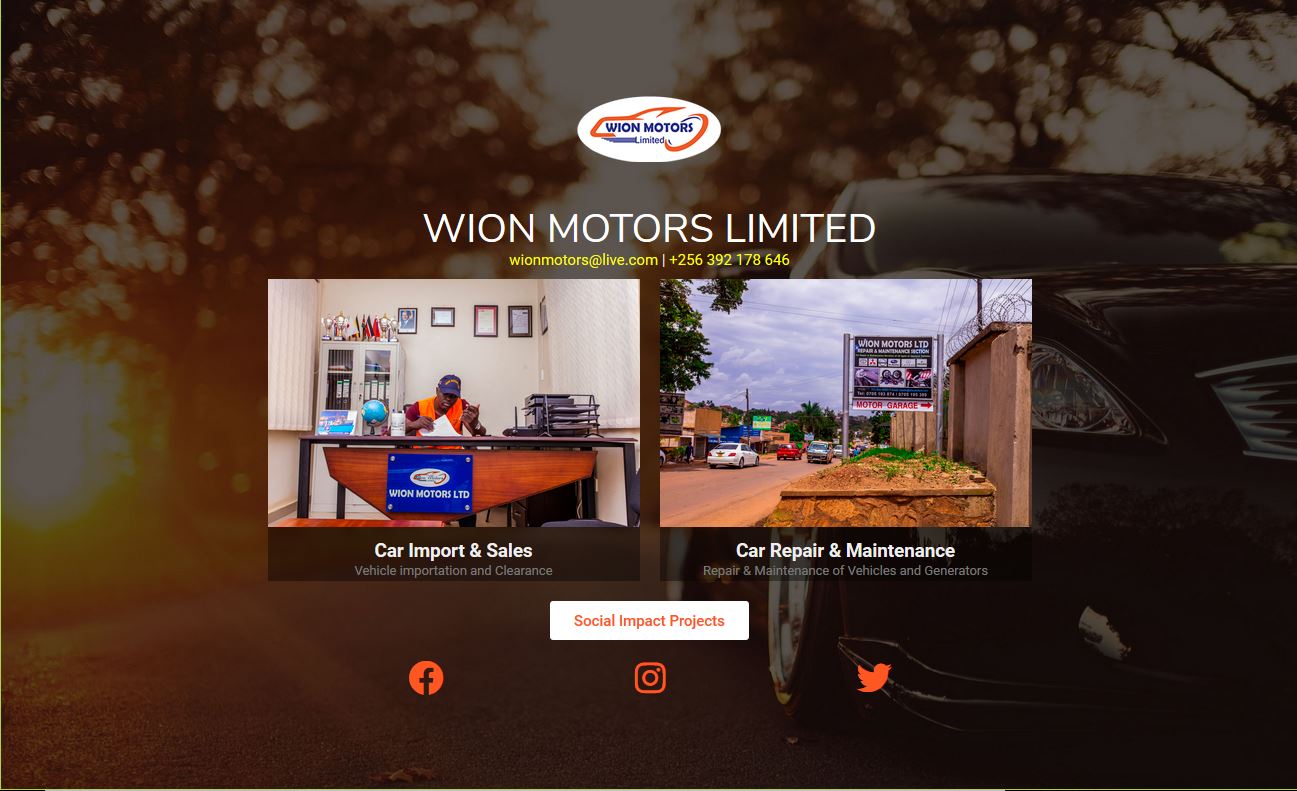 WION MOTORS
Limited
WION MOTORS LIMITED
wionmotors@live.com | +256 392 178 646
WION MOTORS LTD
WION MOTORS LTD
REPAIR & MAINTENANCE SECTION
MOTOR GARAGE
Car Import & Sales
Vehicle importation and Clearance
Car Repair & Maintenance
Repair & Maintenance of Vehicles and Generators
Social Impact Projects